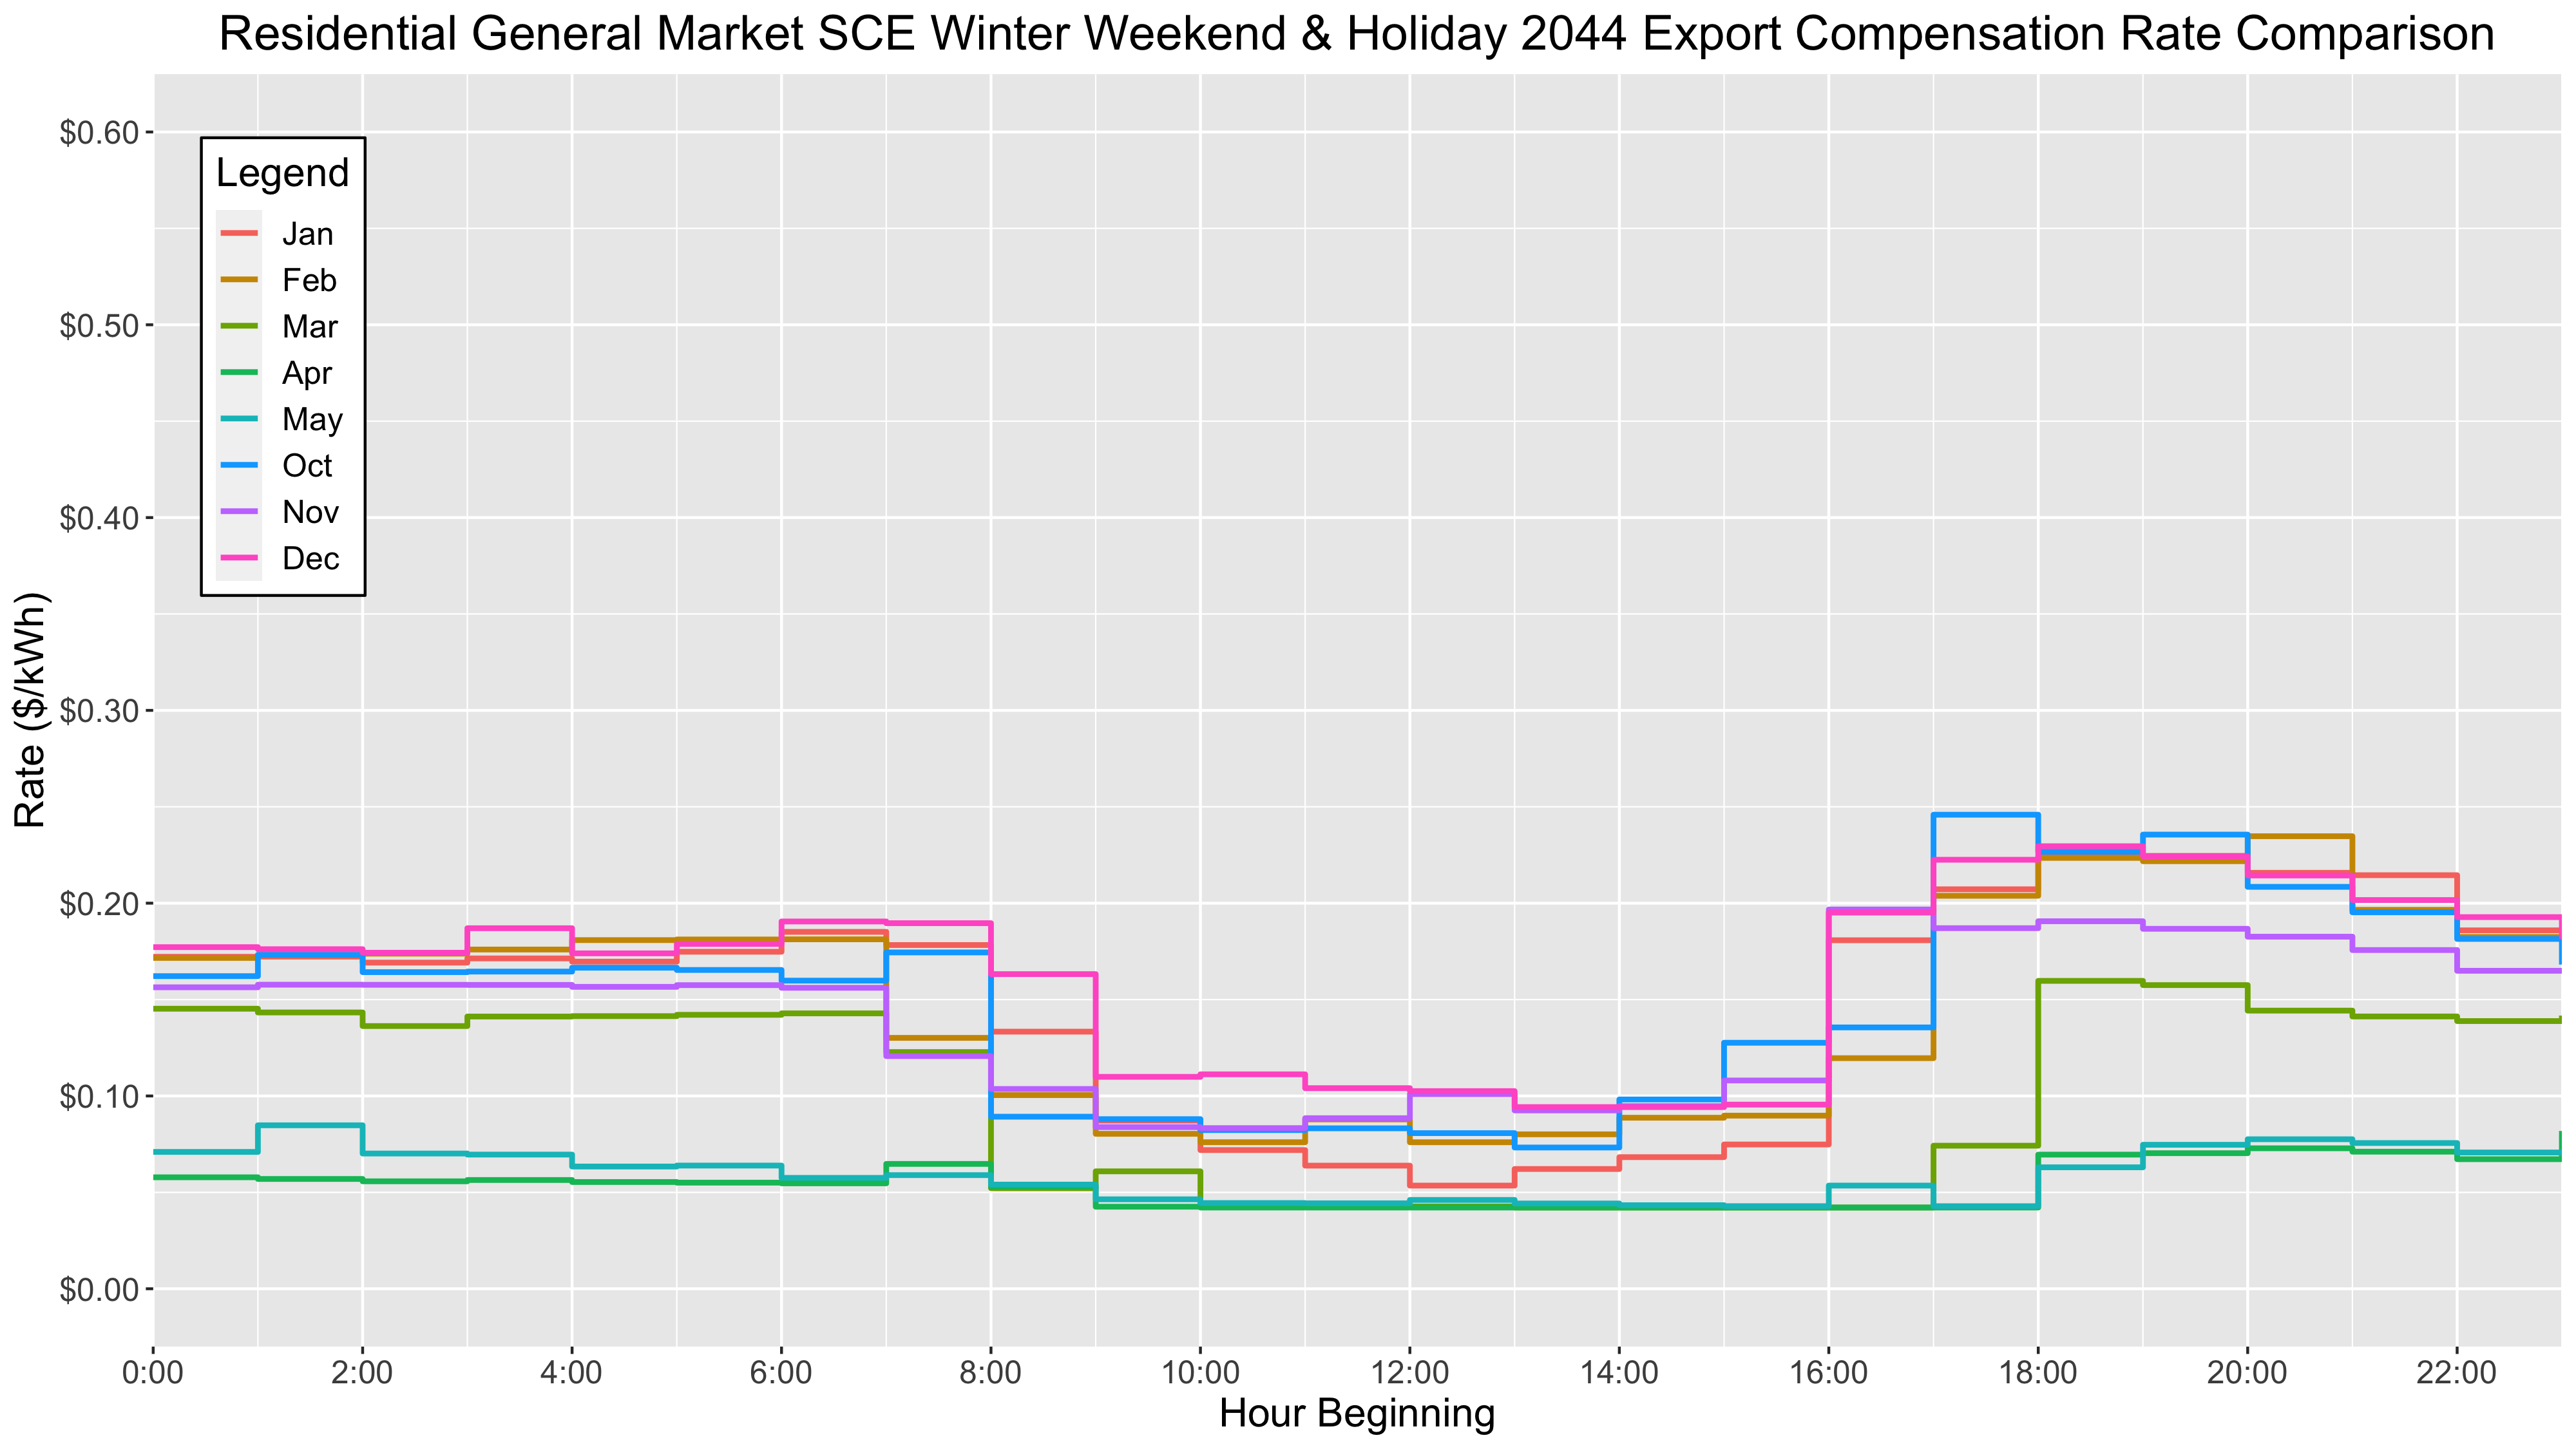 Residential General Market SCE Winter Weekend & Holiday 2044 Export Compensation Rate Comparison
$0.60
$0.50
$0.40
$0.30
$0.20
$0.10
$0.00
Rate ($/kWh)
Legend
Jan
Feb
Mar
Apr
May
Oct
Nov
Dec
0:00 2:00 4:00 6:00 8:00 10:00 12:00 14:00 16:00 18:00 20:00 22:00
Hour Beginning